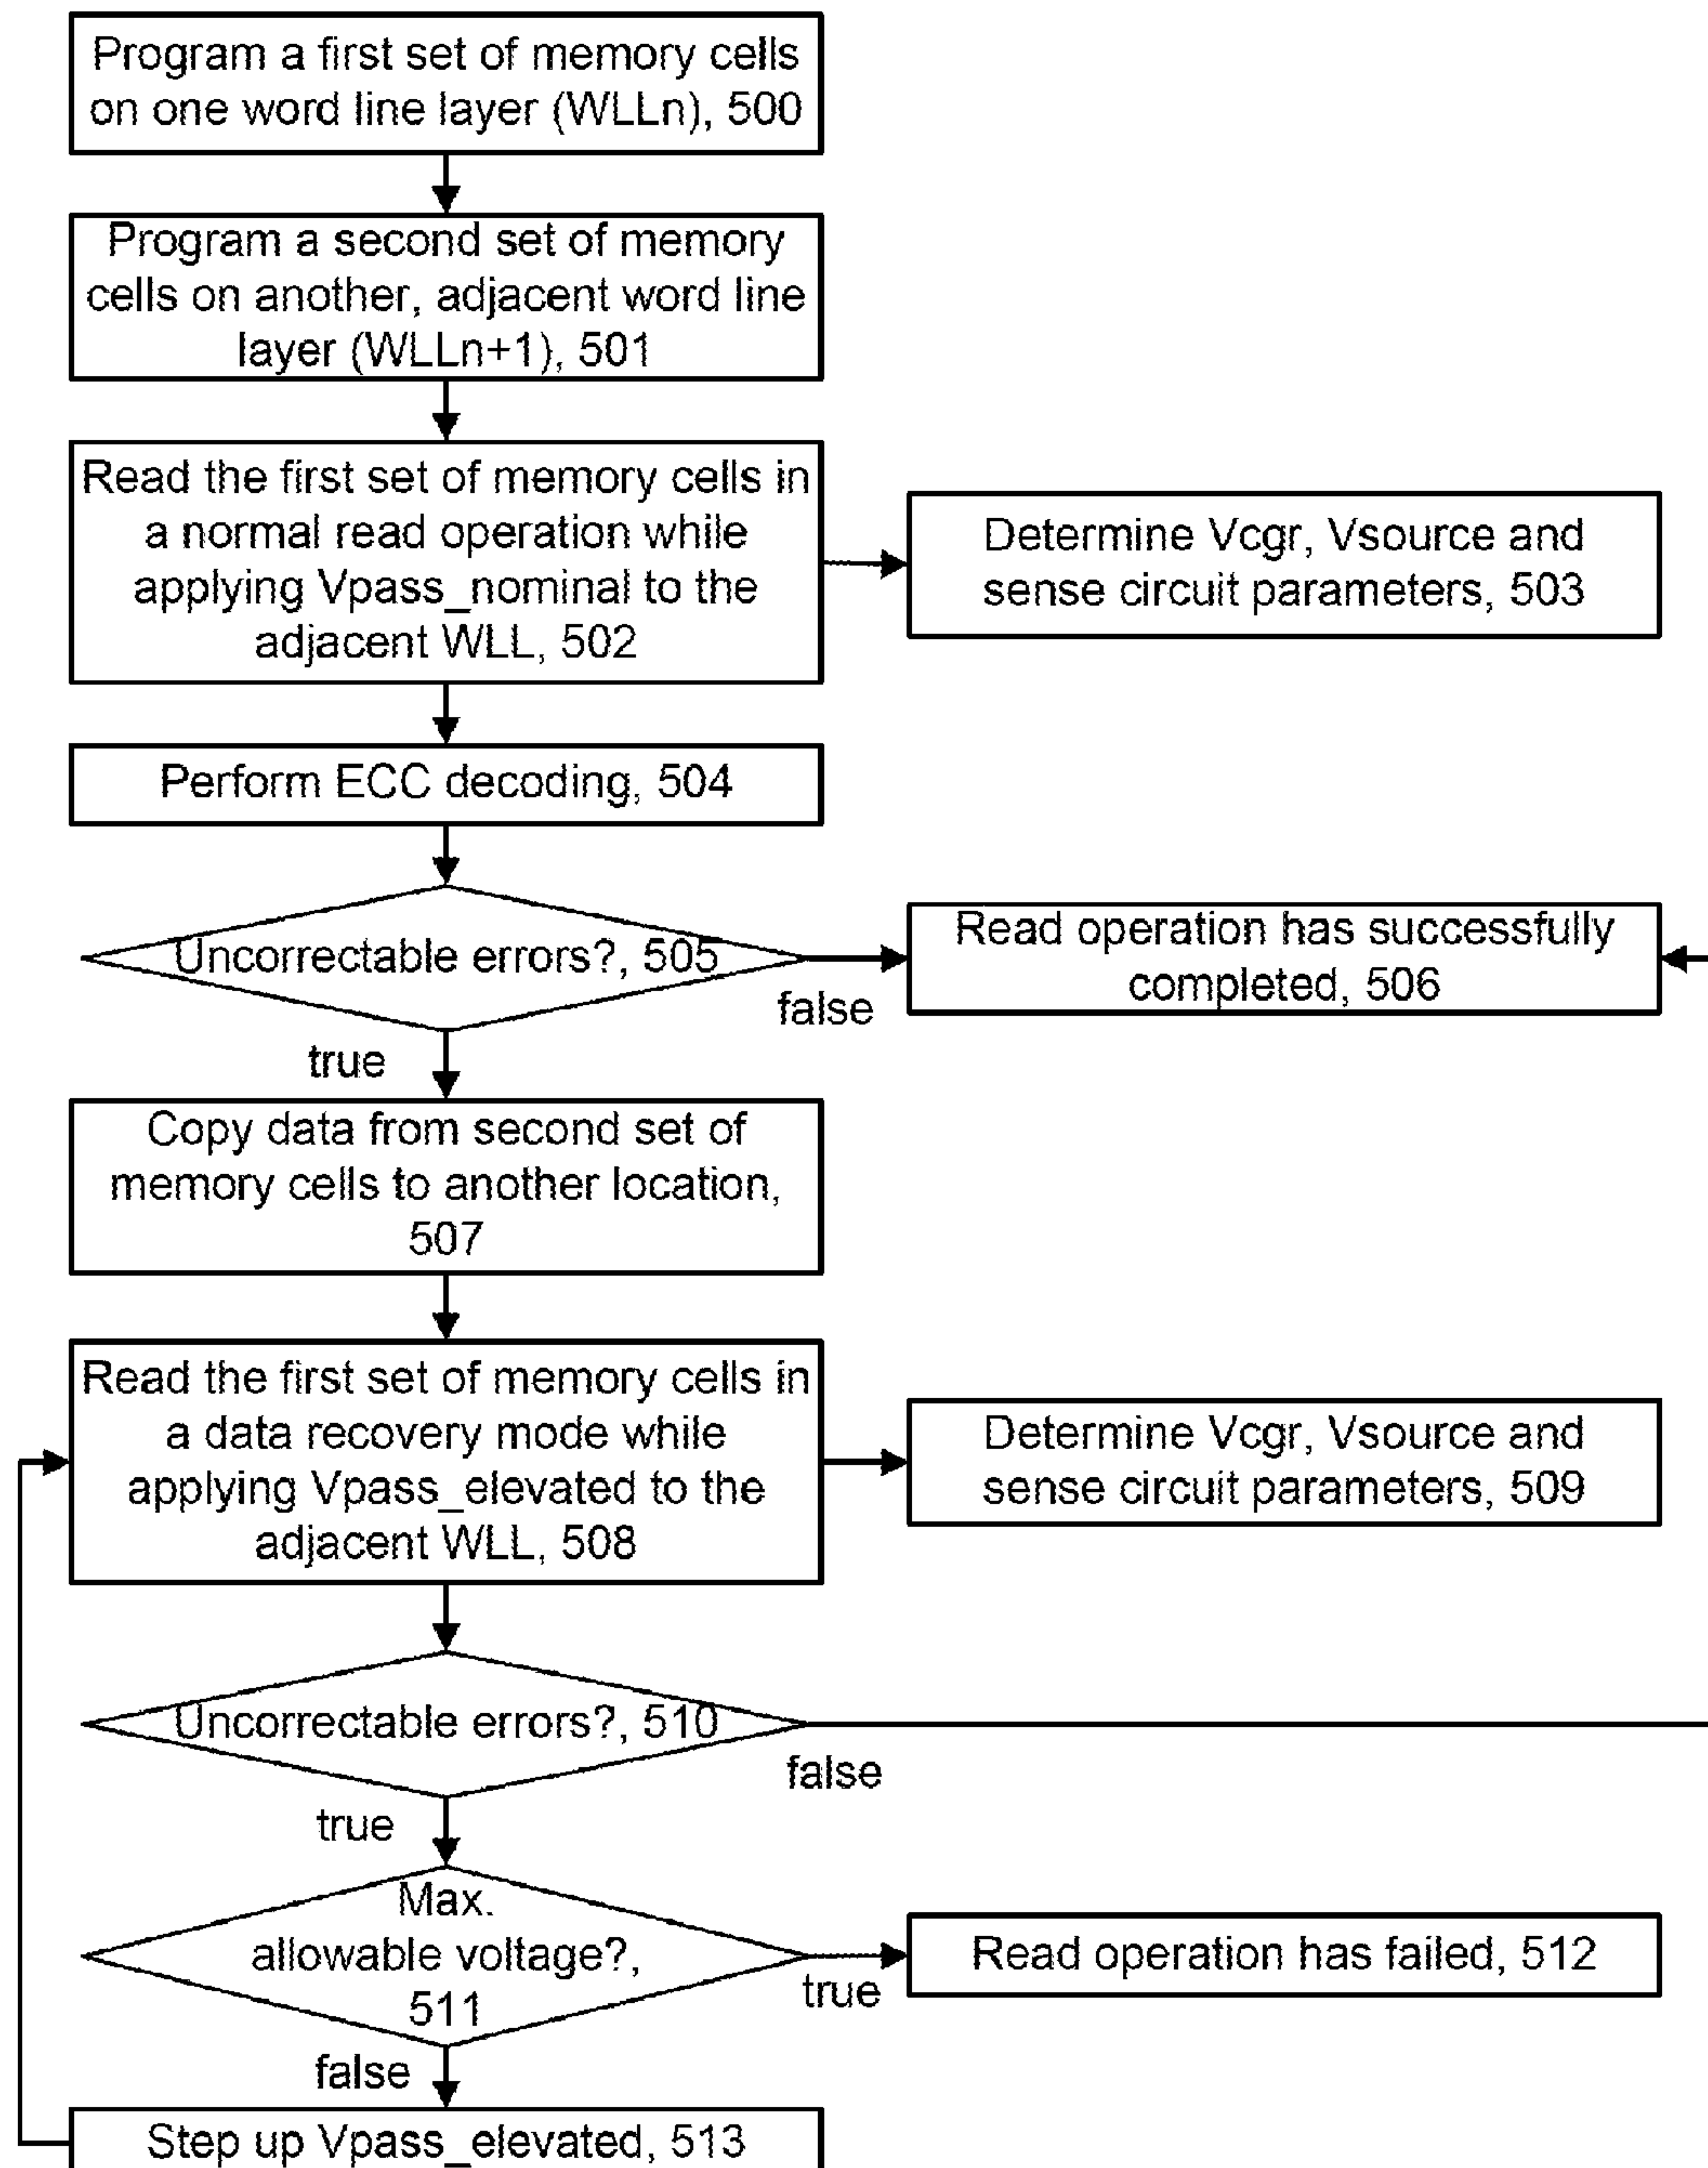 Program a first set of memory cells
on one word line layer (WLLn), 500
Program a second set of memory
cells on another, adjacent word line
layer (WLLn+1), 501
Read the first set of memory cells in
a normal read operation while
applying Vpass_nominal to the
adjacent WLL, 502
Determine Vcgr, Vsource and
sense circuit parameters, 503
Perform ECC decoding, 504
Uncorrectable errors?, 505
false
true
Read operation has successfully
completed, 506
Copy data from second set of
memory cells to another location,
507
Read the first set of memory cells in
a data recovery mode while
applying Vpass_elevated to the
adjacent WLL, 508
Determine Vcgr, Vsource and
sense circuit parameters, 509
Uncorrectable errors?, 510
false
true
Max.
allowable voltage?,
511
true
false
Read operation has failed, 512
Step up Vpass_elevated, 513